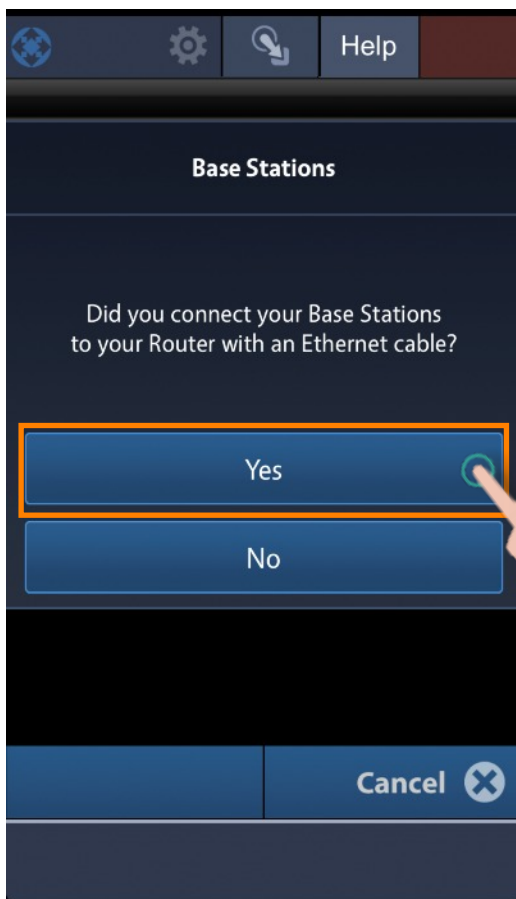 Help
Base Stations
Did you connect your Base Stations
to your Router with an Ethernet cable?
Yes
No
Cancel